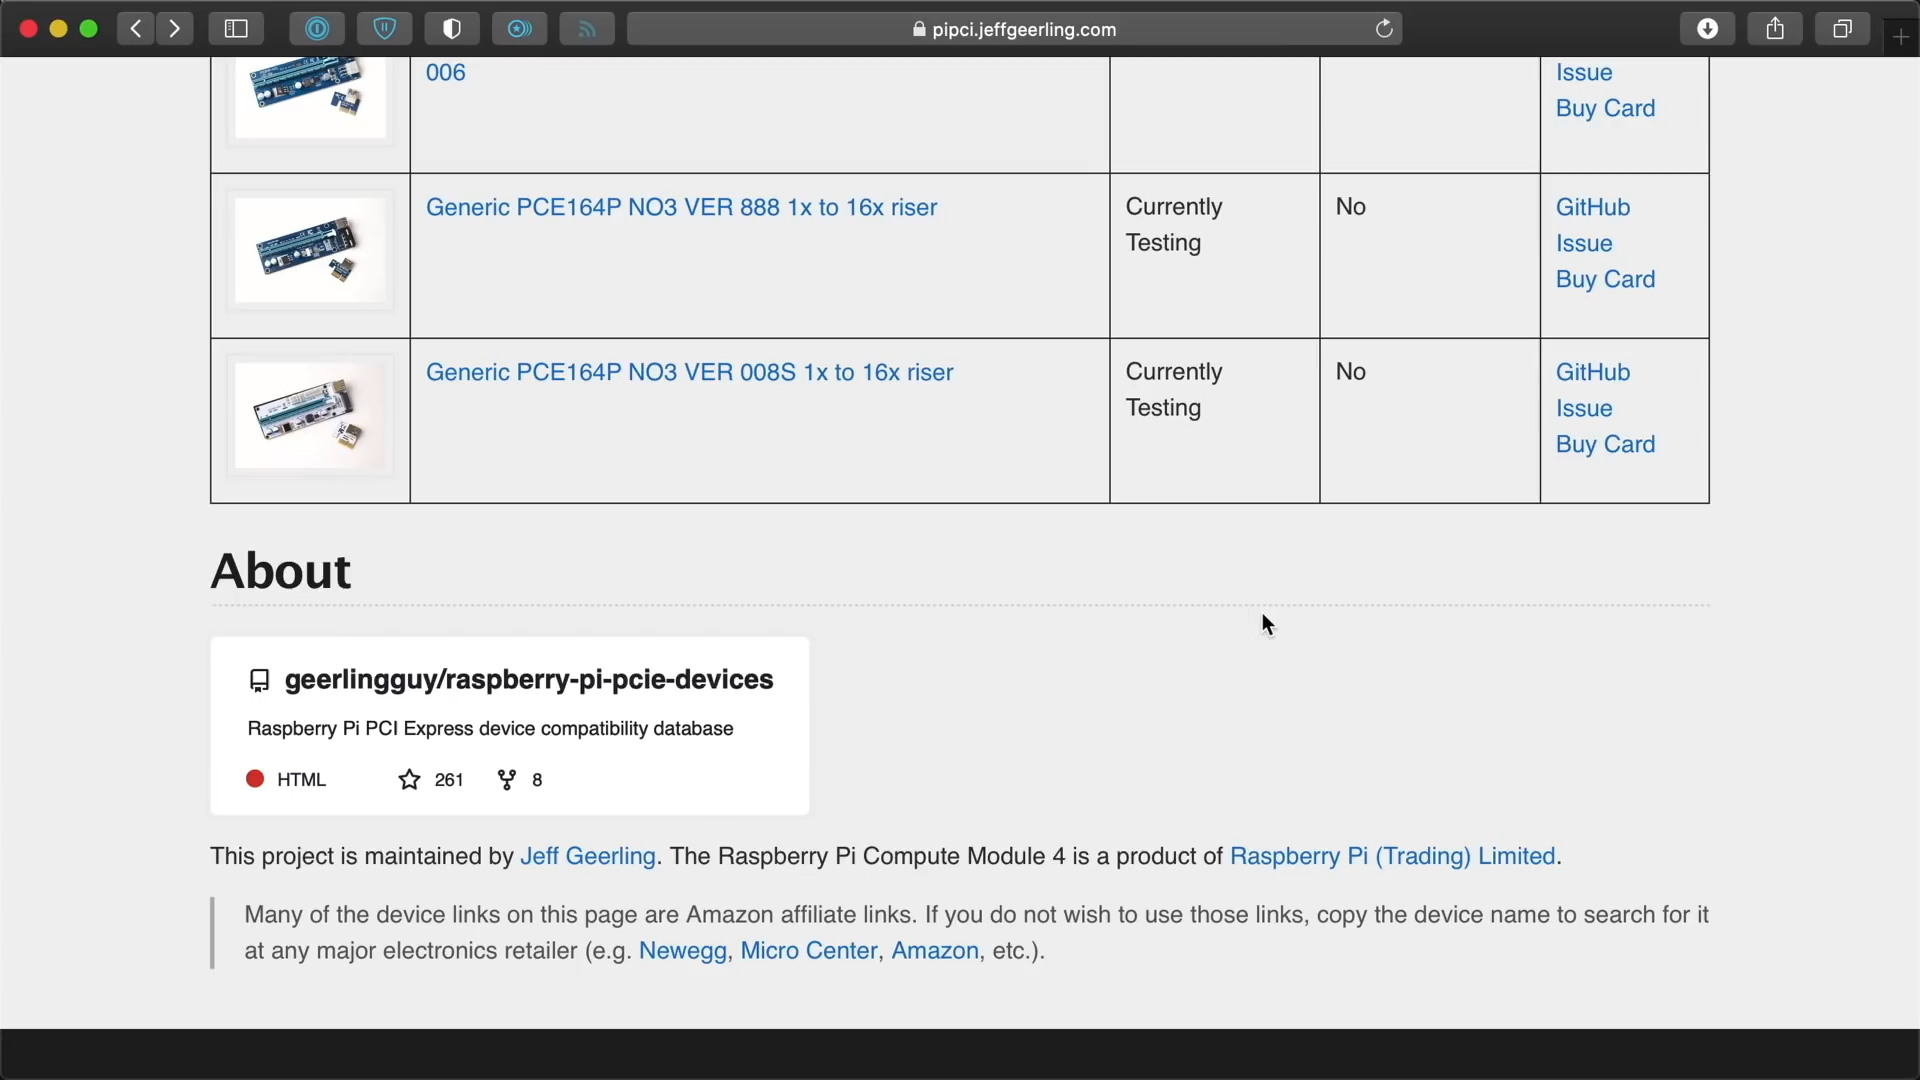 pipci.jeffgeerling.com
006
Issue
Buy Card
Generic PCE164P NO3 VER 888 1x to 16x riser
Currently
Testing
No
GitHub
Issue
Buy Card
Generic PCE164P NO3 VER 008S 1x to 16x riser
Currently
Testing
No
GitHub
Issue
Buy Card
About
geerlingguy/raspberry-pi-pcie-devices
Raspberry Pi PCI Express device compatibility database
HTML 261 8
This project is maintained by Jeff Geerling. The Raspberry Pi Compute Module 4 is a product of Raspberry Pi (Trading) Limited.
Many of the device links on this page are Amazon affiliate links. If you do not wish to use those links, copy the device name to search for it
at any major electronics retailer (e.g. Newegg, Micro Center, Amazon, etc.).